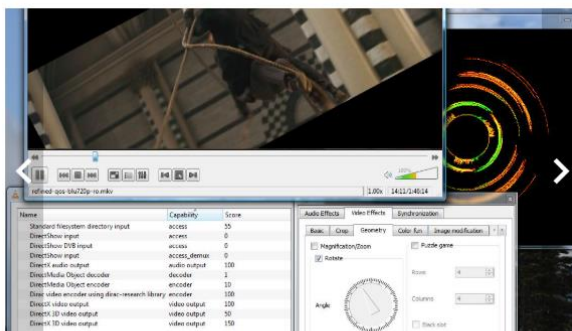 100%
refined-qos-blu720p-ro.mkv 1.00x 14:11/1:49:14
Name Capability Score
Standard filesystem directory input access 55
DirectShow input access 0
DirectShow DVB input access 0
DirectShow input access_demux 0
DirectX audio output audio output 100
DirectMedia Object decoder decoder 1
DirectMedia Object encoder encoder 10
Dirac video encoder using dirac-research library encoder 100
DirectX video output video output 100
DirectX 3D video output video output 50
DirectX 3D video output video output 150
Audio Effects Video Effects Synchronization
Basic Crop Geometry Color fun Image modification
Magnification/Zoom Puzzle game
Rotate
Rows 4
Angle
Columns 4
Black slot